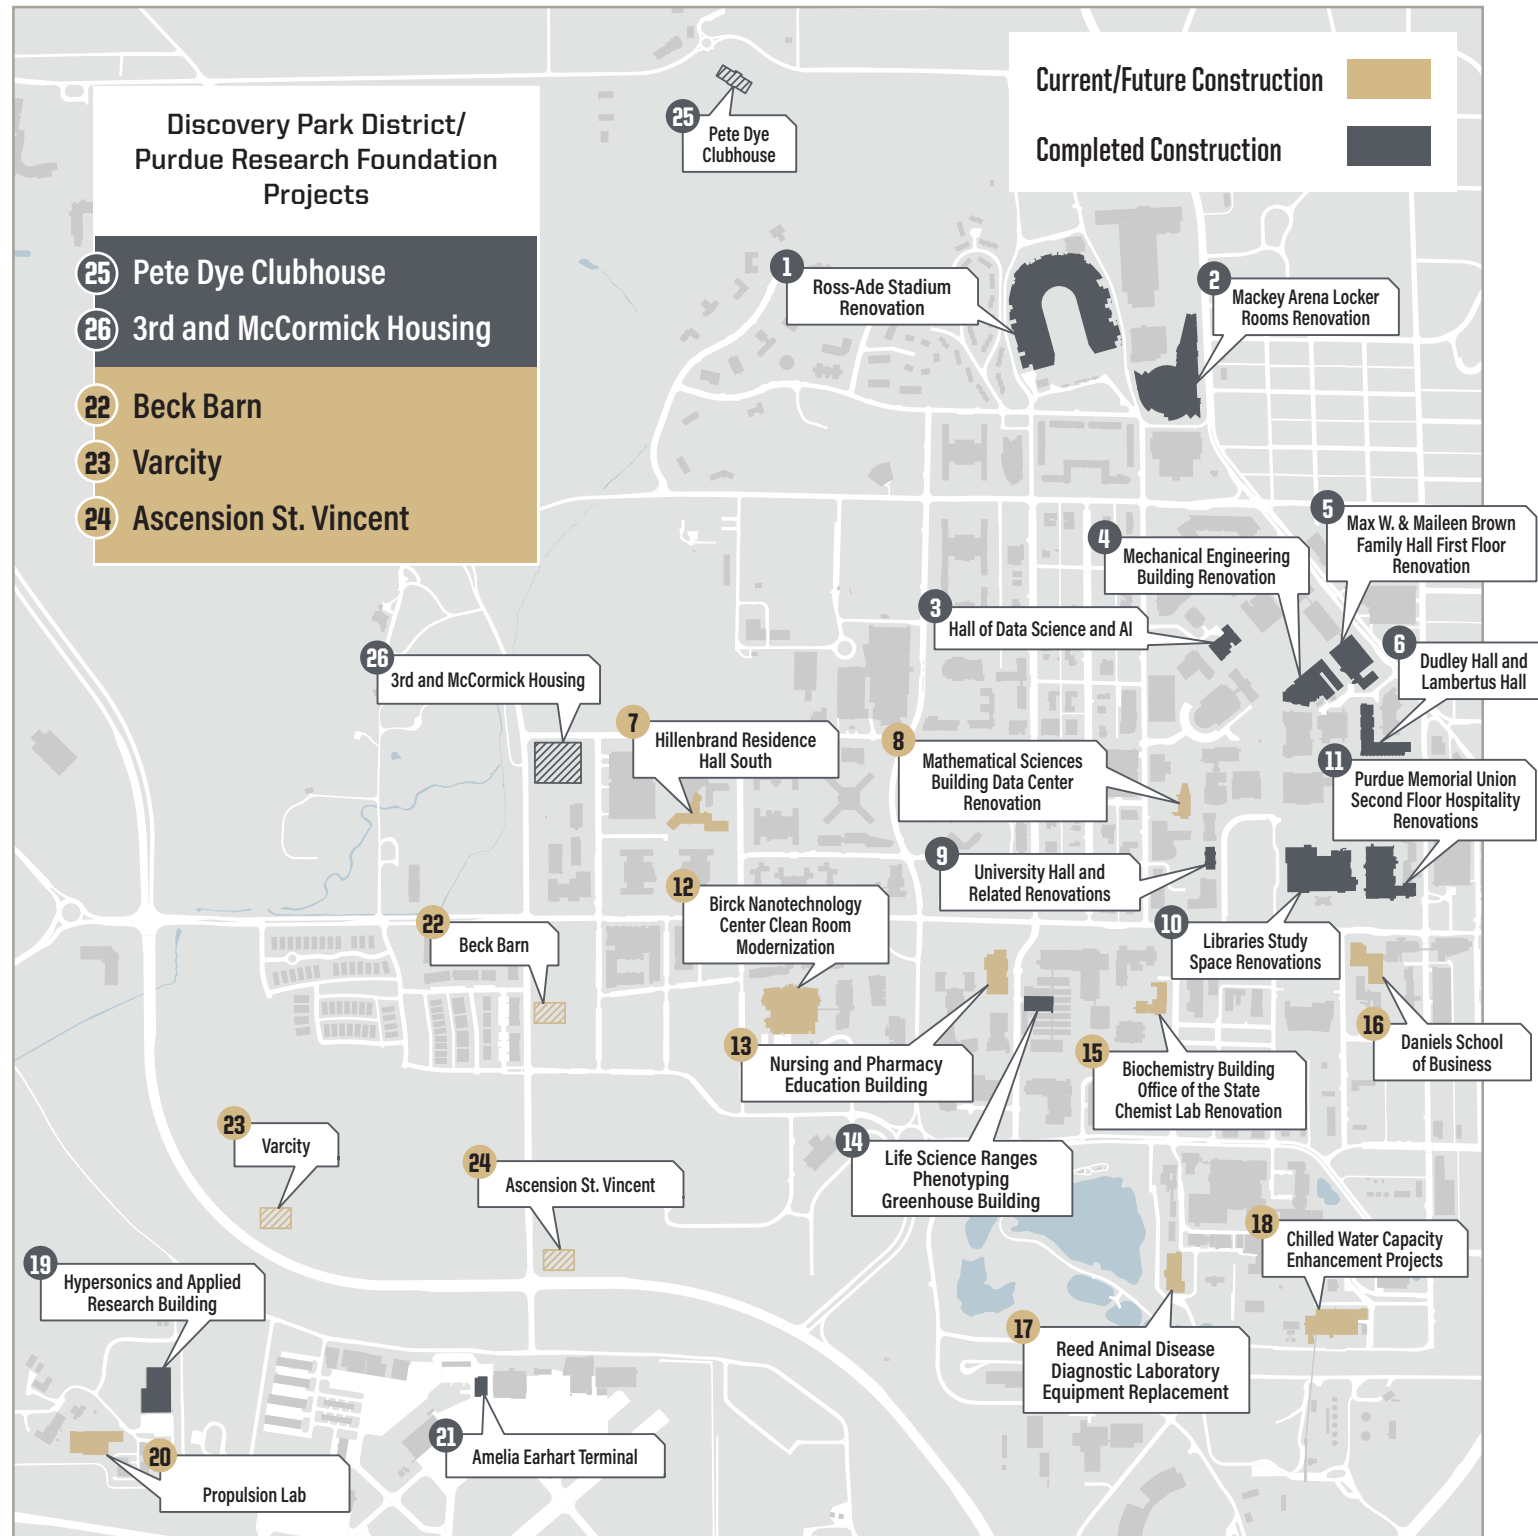 Current/Future Construction
Completed Construction
Discovery Park District/
Purdue Research Foundation
Projects
25 Pete Dye Clubhouse
26 3rd and McCormick Housing
22 Beck Barn
23 Varcity
24 Ascension St. Vincent
25
Pete Dye
Clubhouse
1
Ross-Ade Stadium
Renovation
2
Mackey Arena Locker
Rooms Renovation
5
Max W. & Maileen Brown
Family Hall First Floor
Renovation
4
Mechanical Engineering
Building Renovation
3
Hall of Data Science and AI
6
Dudley Hall and
Lambertus Hall
26
3rd and McCormick Housing
7
Hillenbrand Residence
Hall South
8
Mathematical Sciences
Building Data Center
Renovation
11
Purdue Memorial Union
Second Floor Hospitality
Renovations
9
University Hall and
Related Renovations
12
Birck Nanotechnology
Center Clean Room
Modernization
10
Libraries Study
Space Renovations
22
Beck Barn
13
Nursing and Pharmacy
Education Building
15
Biochemistry Building
Office of the State
Chemist Lab Renovation
16
Daniels School
of Business
23
Varcity
24
Ascension St. Vincent
14
Life Science Ranges
Phenotyping
Greenhouse Building
18
Chilled Water Capacity
Enhancement Projects
19
Hypersonics and Applied
Research Building
17
Reed Animal Disease
Diagnostic Laboratory
Equipment Replacement
21
Amelia Earhart Terminal
20
Propulsion Lab